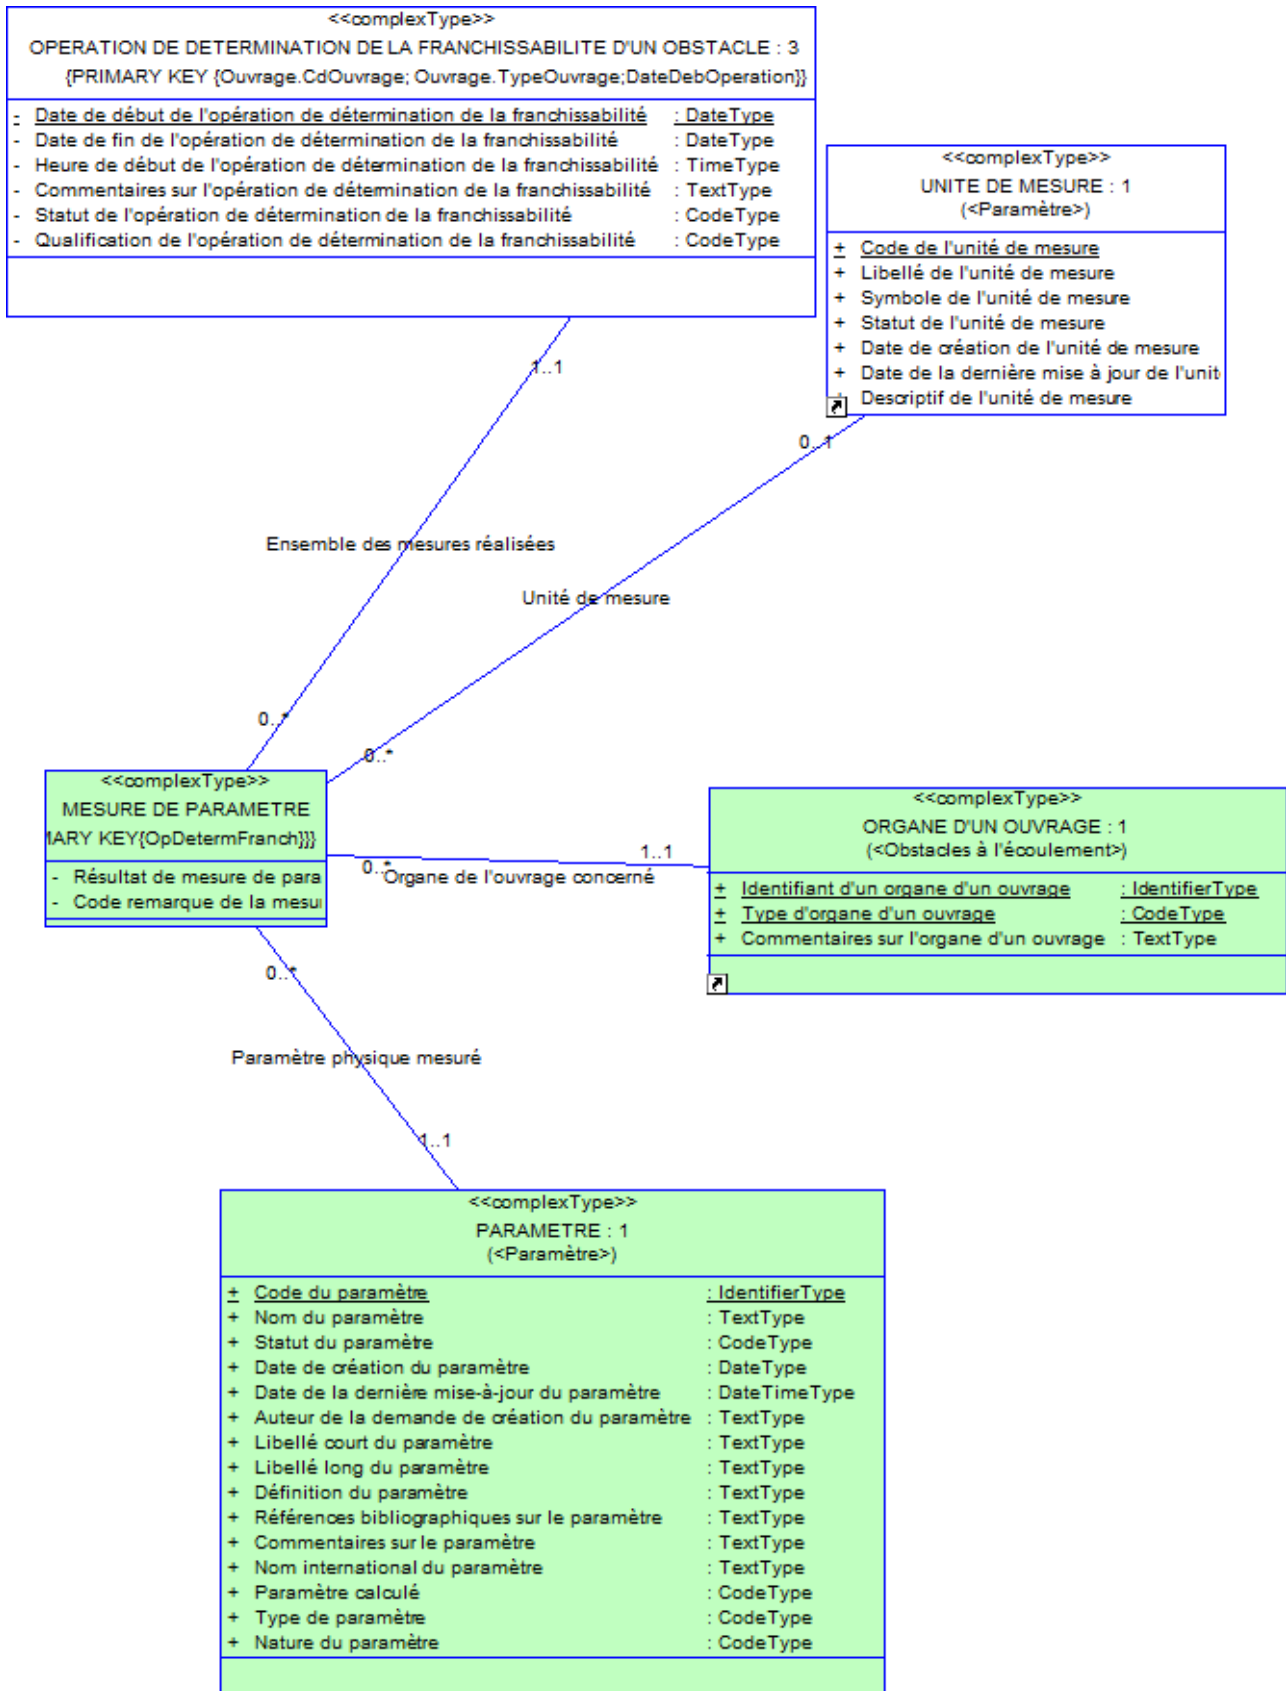 <<complexType>>
OPERATION DE DETERMINATION DE LA FRANCHISSABILITE D'UN OBSTACLE : 3
{PRIMARY KEY {Ouvrage.CdOuvrage; Ouvrage.TypeOuvrage;DateDebOperation}}
- Date de début de l'opération de détermination de la franchissabilité : DateType
- Date de fin de l'opération de détermination de la franchissabilité : DateType
- Heure de début de l'opération de détermination de la franchissabilité : TimeType
- Commentaires sur l'opération de détermination de la franchissabilité : TextType
- Statut de l'opération de détermination de la franchissabilité : CodeType
- Qualification de l'opération de détermination de la franchissabilité : CodeType
<<complexType>>
UNITE DE MESURE : 1
(<Paramètre>)
+ Code de l'unité de mesure
+ Libellé de l'unité de mesure
+ Symbole de l'unité de mesure
+ Statut de l'unité de mesure
+ Date de création de l'unité de mesure
+ Date de la dernière mise à jour de l'unit
Descriptif de l'unité de mesure
1..1
0..1
Ensemble des mesures réalisées
Unité de mesure
0..*
0..*
<<complexType>>
MESURE DE PARAMETRE
MARY KEY{OpDetermFranch}}}
- Résultat de mesure de para
- Code remarque de la mesu
0..*
Organe de l'ouvrage concerné
1..1
<<complexType>>
ORGANE D'UN OUVRAGE : 1
(<Obstacles à l'écoulement>)
+ Identifiant d'un organe d'un ouvrage : IdentifierType
+ Type d'organe d'un ouvrage : CodeType
+ Commentaires sur l'organe d'un ouvrage : TextType
0..*
Paramètre physique mesuré
1..1
<<complexType>>
PARAMETRE : 1
(<Paramètre>)
+ Code du paramètre : IdentifierType
+ Nom du paramètre : TextType
+ Statut du paramètre : CodeType
+ Date de création du paramètre : DateType
+ Date de la dernière mise-à-jour du paramètre : DateTimeType
+ Auteur de la demande de création du paramètre : TextType
+ Libellé court du paramètre : TextType
+ Libellé long du paramètre : TextType
+ Définition du paramètre : TextType
+ Références bibliographiques sur le paramètre : TextType
+ Commentaires sur le paramètre : TextType
+ Nom international du paramètre : TextType
+ Paramètre calculé : CodeType
+ Type de paramètre : CodeType
+ Nature du paramètre : CodeType